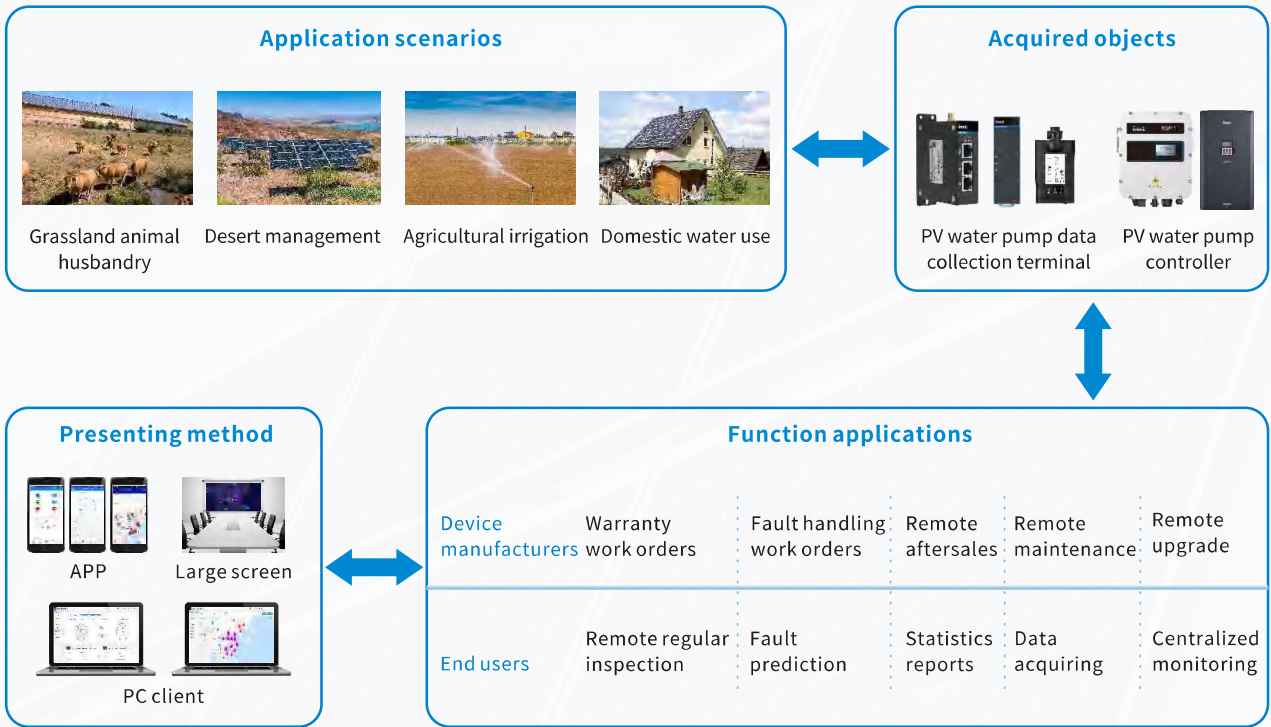 Application scenarios
Grassland animal
husbandry
Desert management
Agricultural irrigation
Domestic water use
Acquired objects
PV water pump data
collection terminal
PV water pump
controller
Presenting method
APP
Large screen
PC client
Function applications
Device
manufacturers
Warranty
work orders
Fault handling
work orders
Remote
aftersales
Remote
maintenance
Remote
upgrade
End users
Remote regular
inspection
Fault
prediction
Statistics
reports
Data
acquiring
Centralized
monitoring